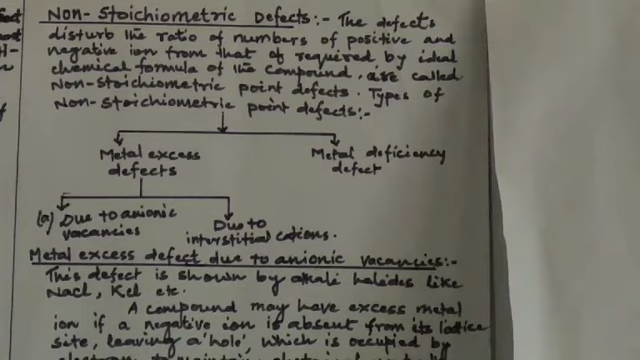 Non-Stoichiometric Defects:- The defects
disturb the ratio of numbers of positive and
negative ion from that of required by ideal
chemical formula of the compound, are called
Non-stoichiometric point defects. Types of
Non-stoichiometric point defects:-
Metal excess
defects
Metal deficiency
defect
(a) Due to anionic
vacancies
Due to
interstitial cations.
Metal excess defect due to anionic vacancies:-
This defect is shown by alkali halides like
NaCl, KCl etc.
A compound may have excess metal
ion if a negative ion is absent from its lattice
site, leaving a 'hole', which is occupied by